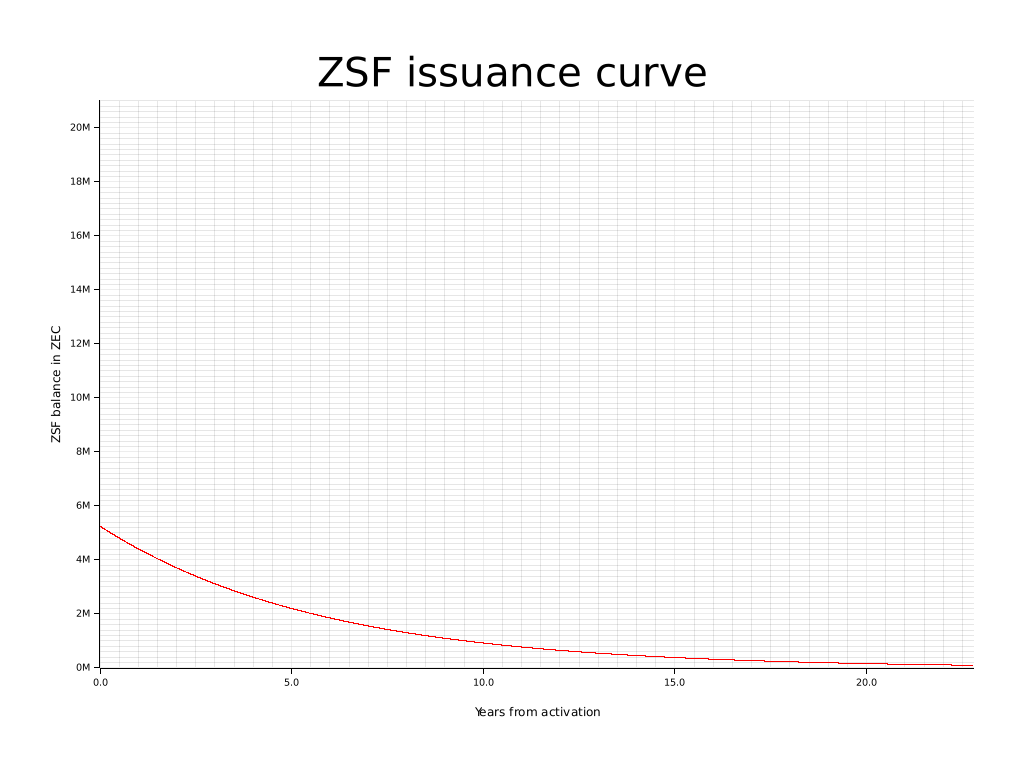 ZSF issuance curve
20M
18M
16M
14M
12M
10M
8M
6M
4M
2M
0M
ZSF balance in ZEC
0.0 5.0 10.0 15.0 20.0
Years from activation